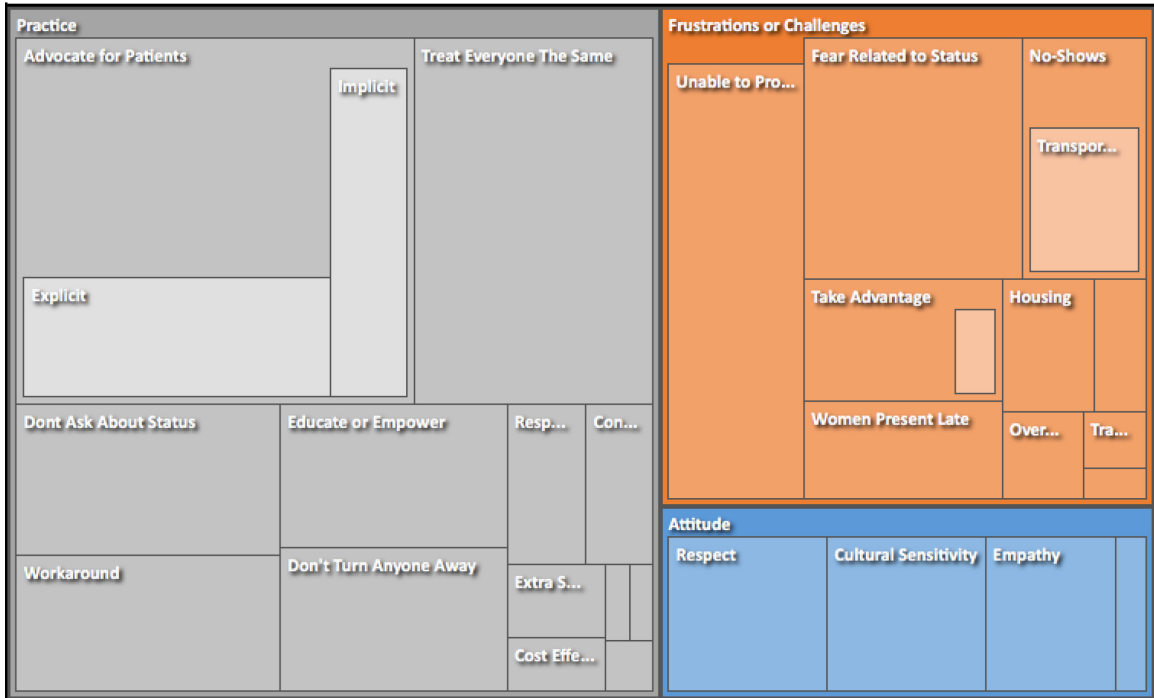 Practice
Advocate for Patients
Implicit
Explicit
Treat Everyone The Same
Dont Ask About Status
Workaround
Educate or Empower
Don't Turn Anyone Away
Resp...
Con...
Extra S...
Cost Effe...
Frustrations or Challenges
Unable to Pro...
Fear Related to Status
No-Shows
Transpor...
Take Advantage
Women Present Late
Housing
Over...
Tra...
Attitude
Respect
Cultural Sensitivity
Empathy